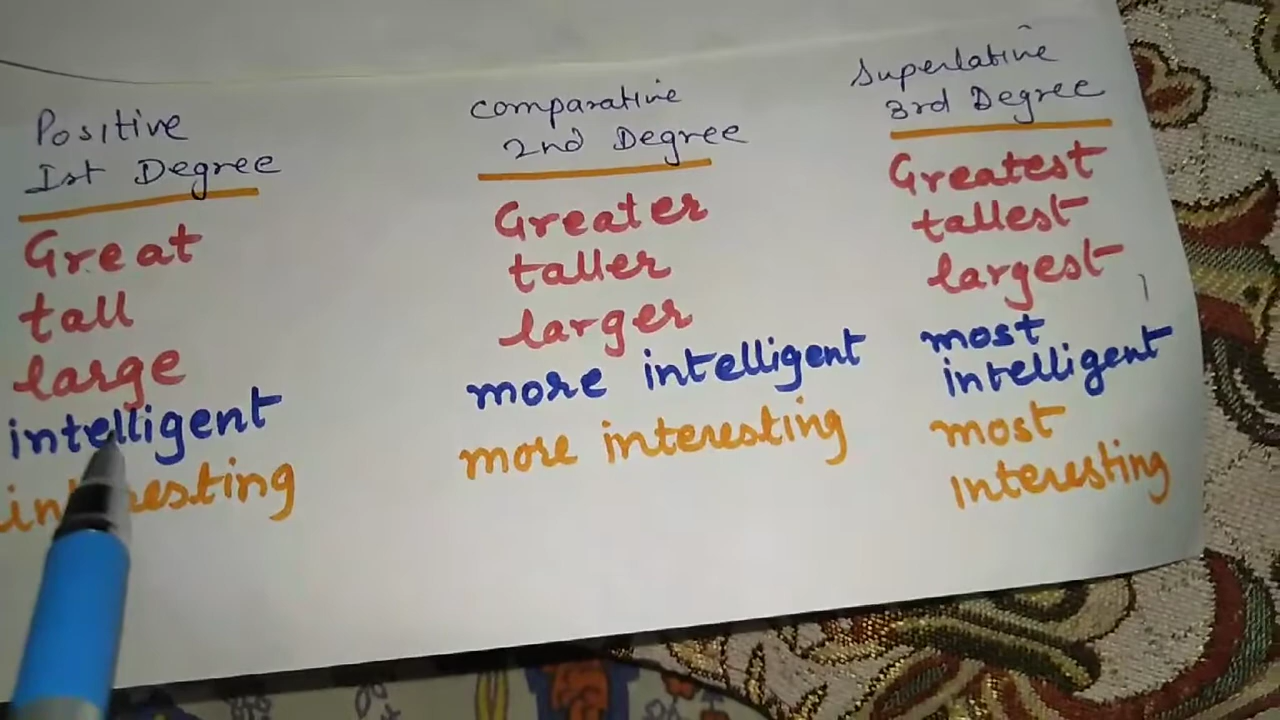 Positive
Ist Degree
Great
tall
large
intelligent
interesting
Comparative
2nd Degree
Greater
taller
larger
more intelligent
more interesting
Superlative
3rd Degree
Greatest
tallest
largest
most
intelligent
most
interesting